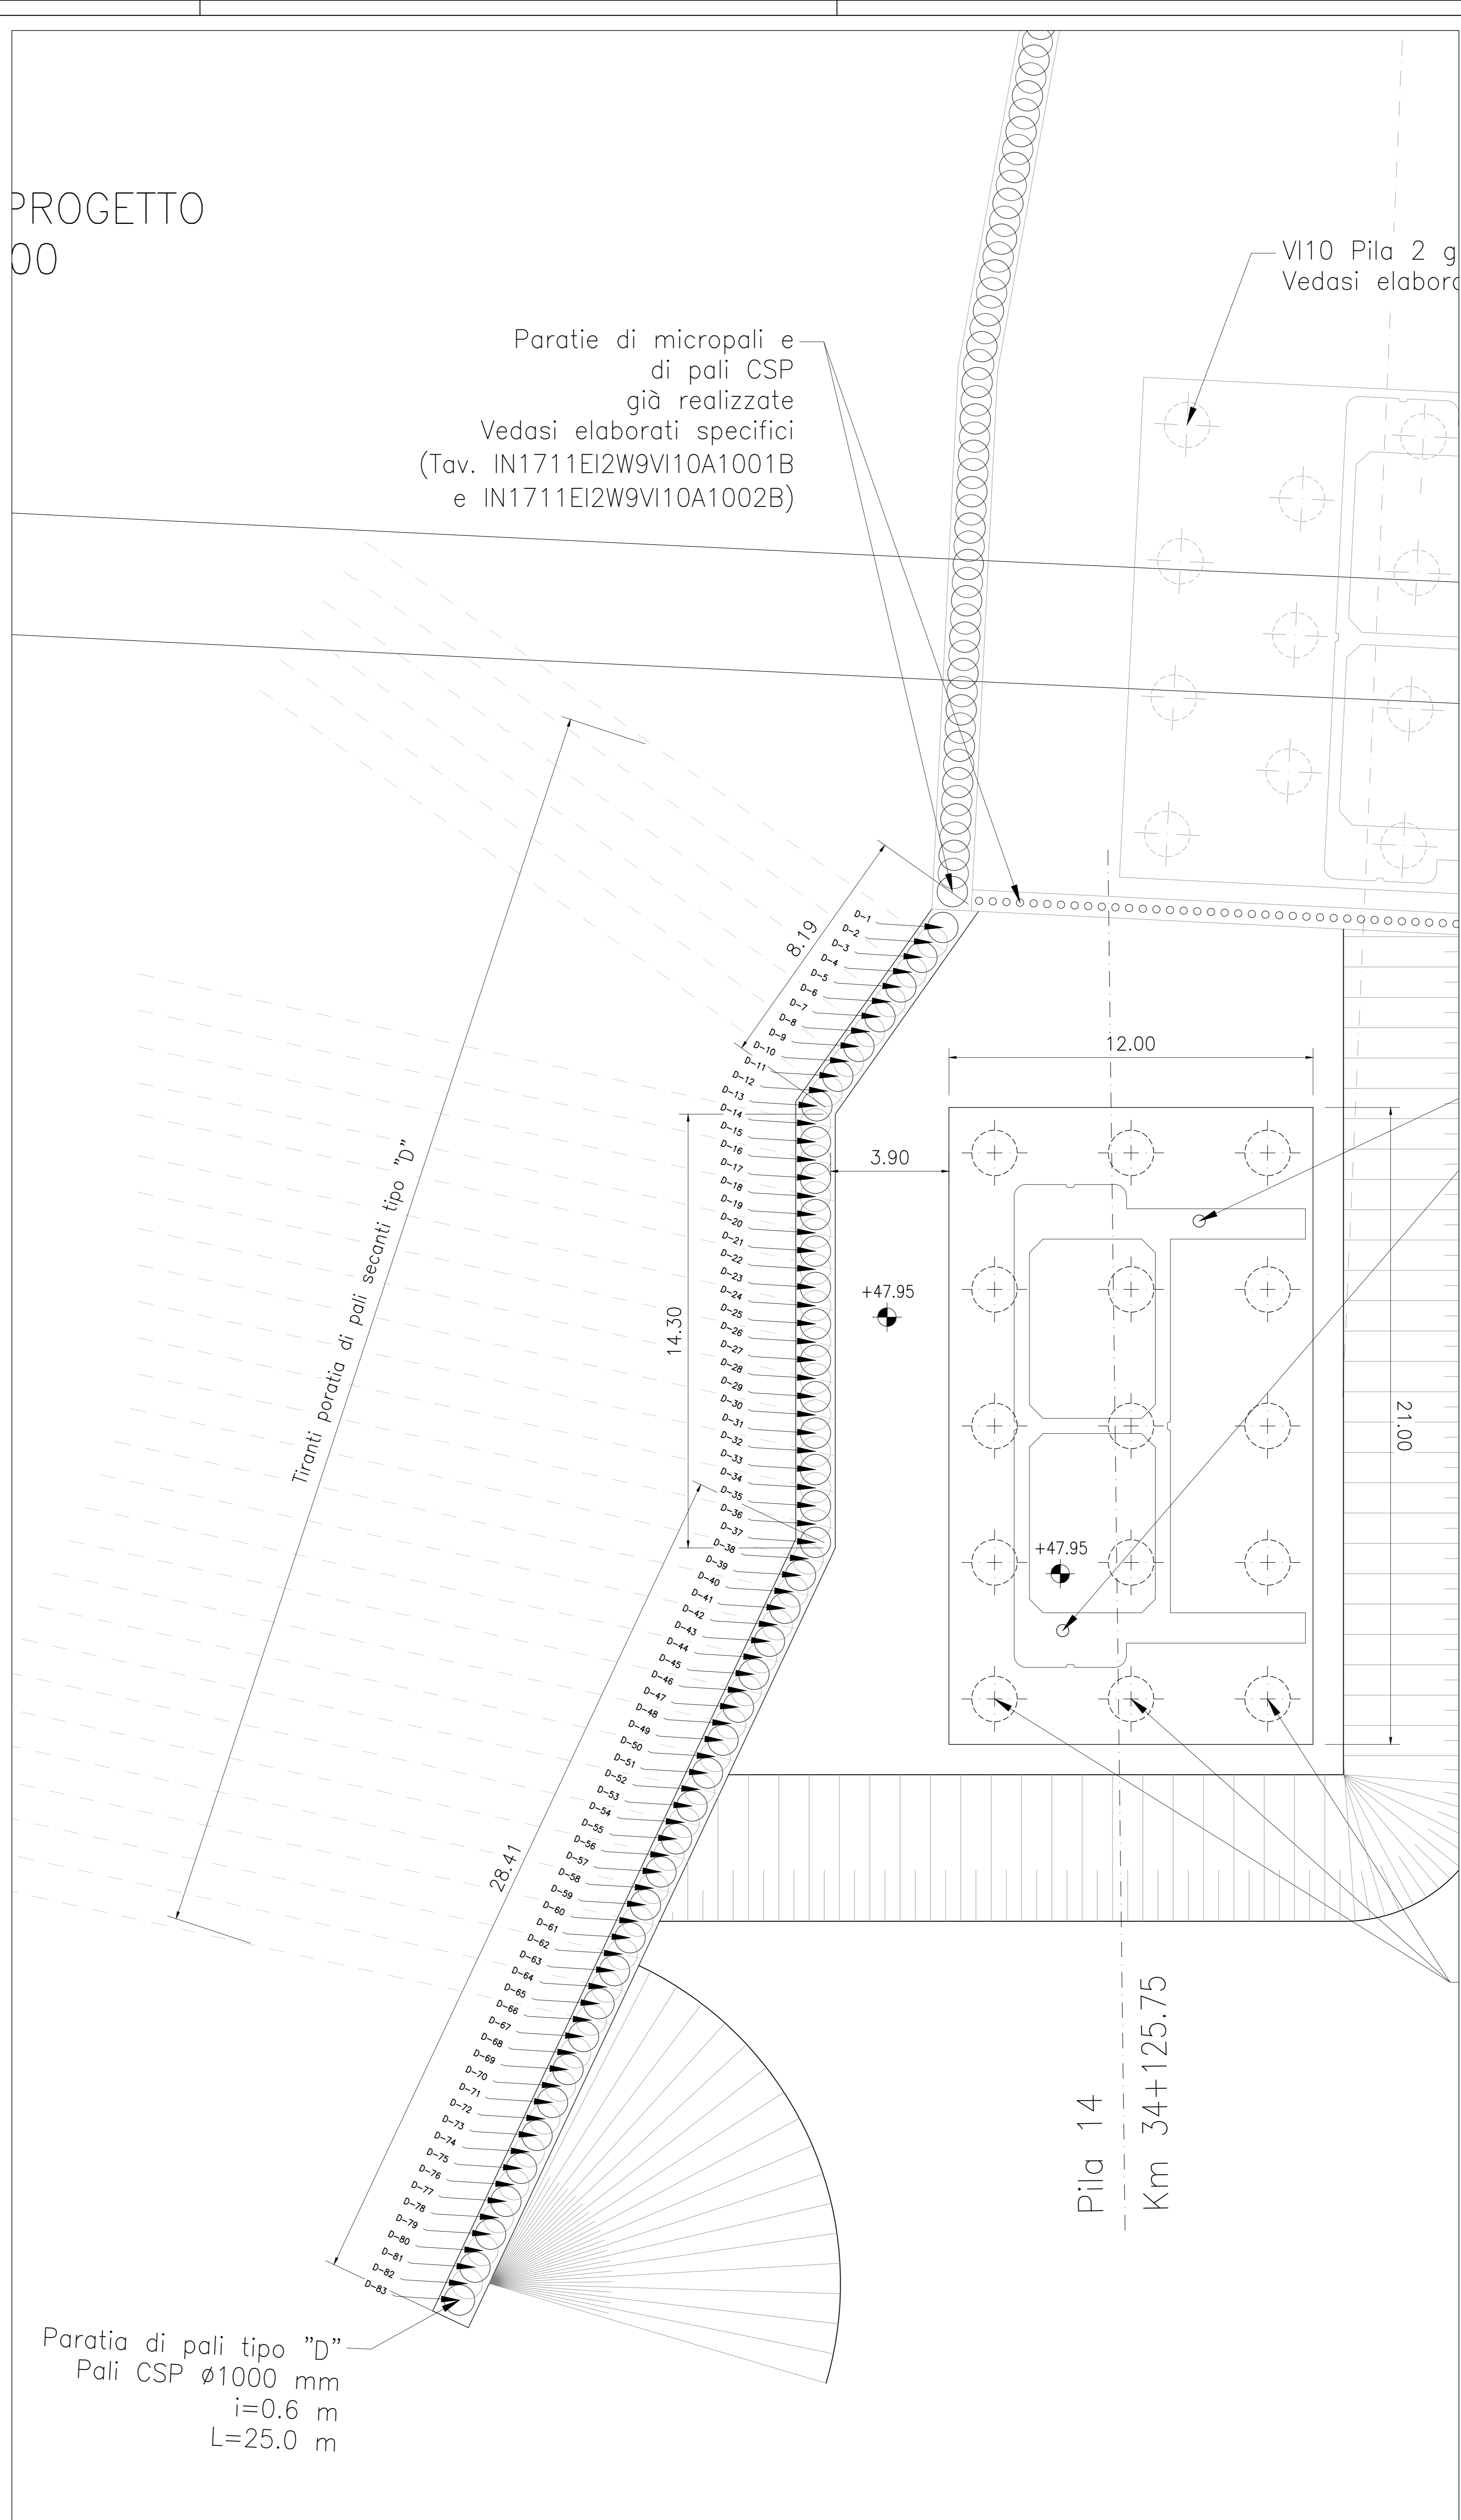 PROGETTO
00
VI10 Pila 2 g
Vedasi elabora
Paratie di micropali e
di pali CSP
già realizzate
Vedasi elaborati specifici
(Tav. IN1711EI2W9VI10A1001B
e IN1711EI2W9VI10A1002B)
8.19
D-1
D-2
D-3
D-4
D-5
D-6
D-7
D-8
D-9
D-10
D-11
D-12
D-13
D-14
D-15
D-16
D-17
D-18
D-19
D-20
D-21
D-22
D-23
D-24
D-25
D-26
D-27
D-28
D-29
D-30
D-31
D-32
D-33
D-34
D-35
D-36
D-37
D-38
D-39
D-40
D-41
D-42
D-43
D-44
D-45
D-46
D-47
D-48
D-49
D-50
D-51
D-52
D-53
D-54
D-55
D-56
D-57
D-58
D-59
D-60
D-61
D-62
D-63
D-64
D-65
D-66
D-67
D-68
D-69
D-70
D-71
D-72
D-73
D-74
D-75
D-76
D-77
D-78
D-79
D-80
D-81
D-82
D-83
12.00
3.90
Tiranti poratia di pali secanti tipo "D"
+47.95
14.30
21.00
+47.95
28.41
Pila 14
Km 34+125.75
Paratia di pali tipo "D"
Pali CSP ø1000 mm
i=0.6 m
L=25.0 m